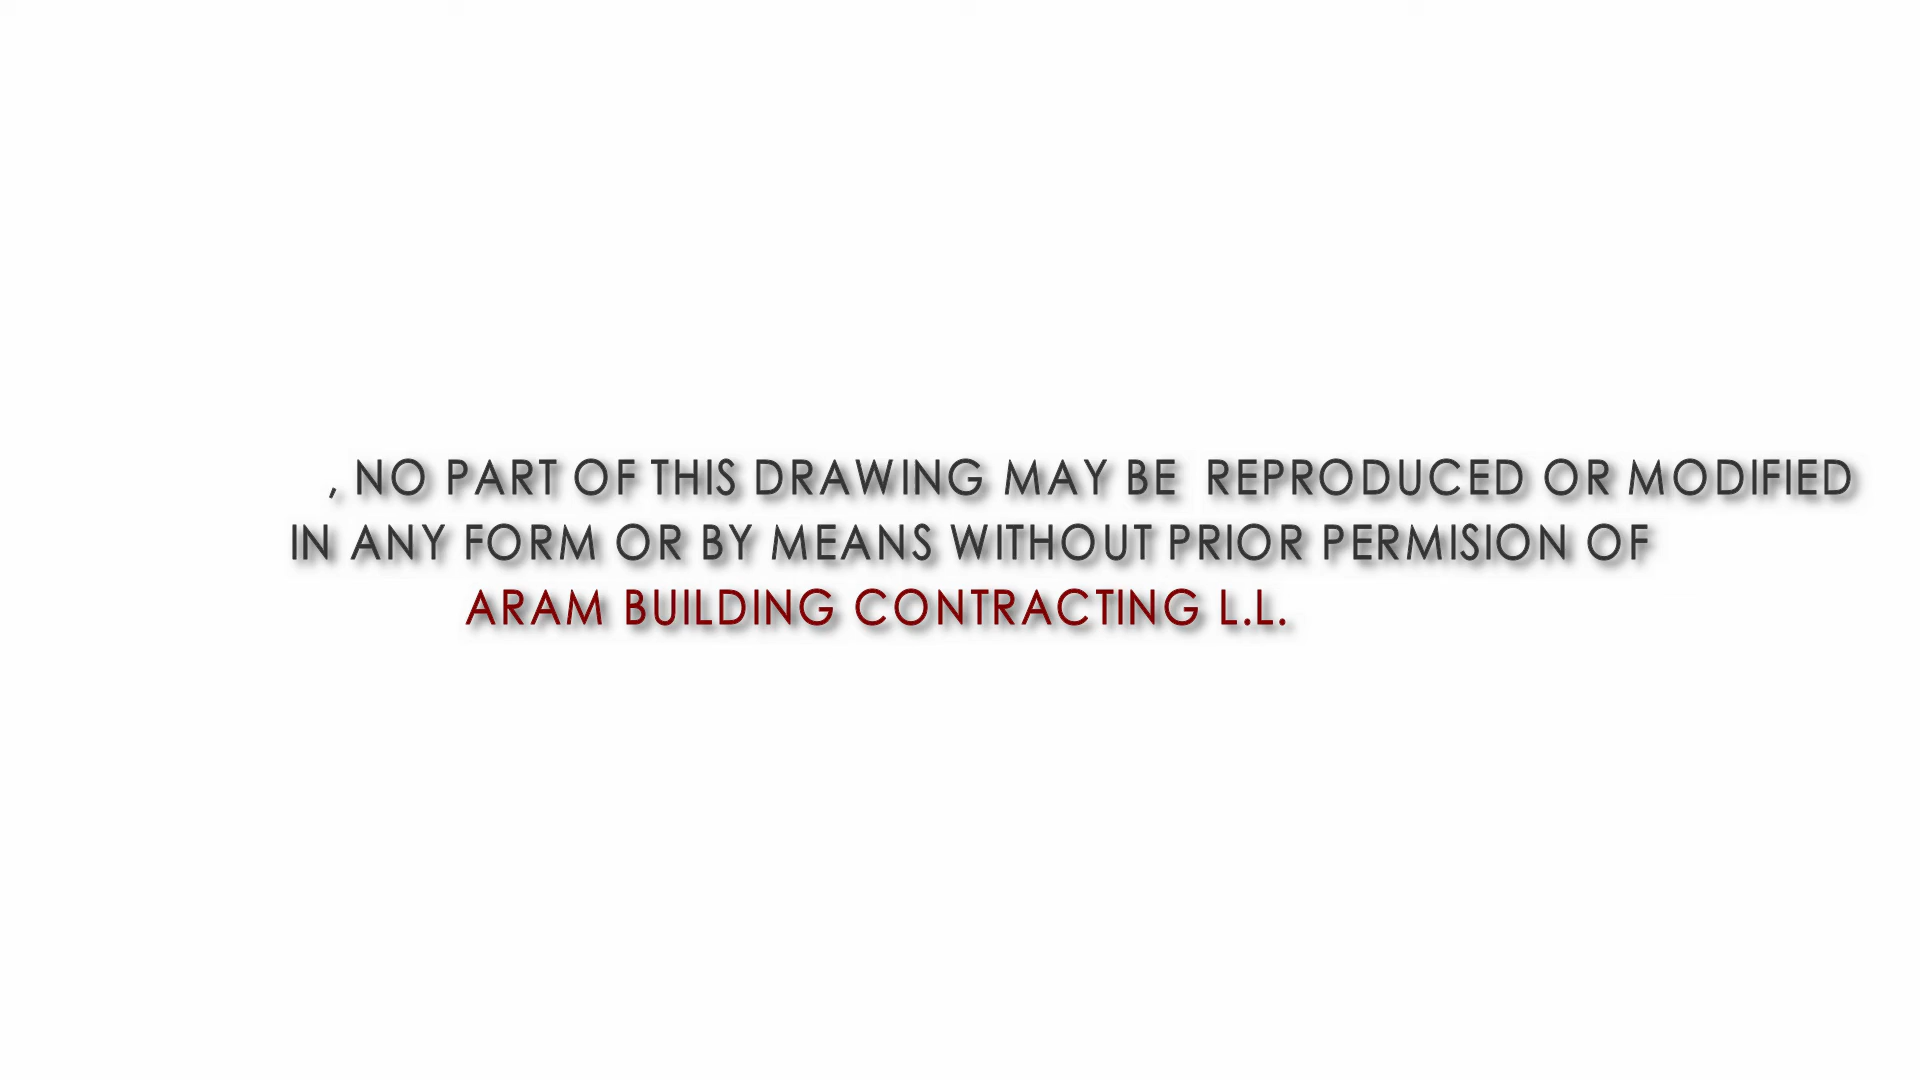 , NO PART OF THIS DRAWING MAY BE REPRODUCED OR MODIFIED
IN ANY FORM OR BY MEANS WITHOUT PRIOR PERMISION OF
ARAM BUILDING CONTRACTING L.L.